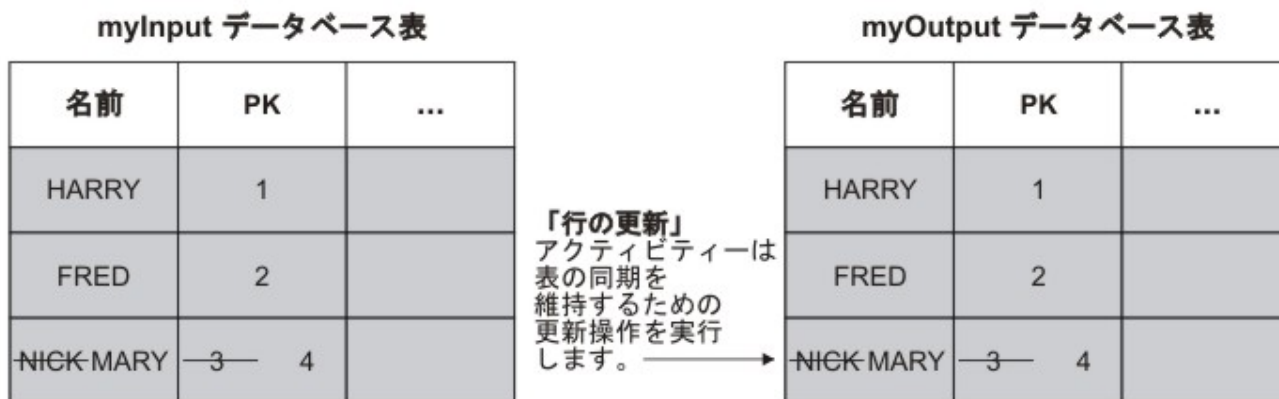 myInput データベース表
名前 PK ...
HARRY 1
FRED 2
NICK MARY 3 4
「行の更新」
アクティビティーは
表の同期を
維持するための
更新操作を実行
します。
myOutput データベース表
名前 PK ...
HARRY 1
FRED 2
NICK MARY 3 4